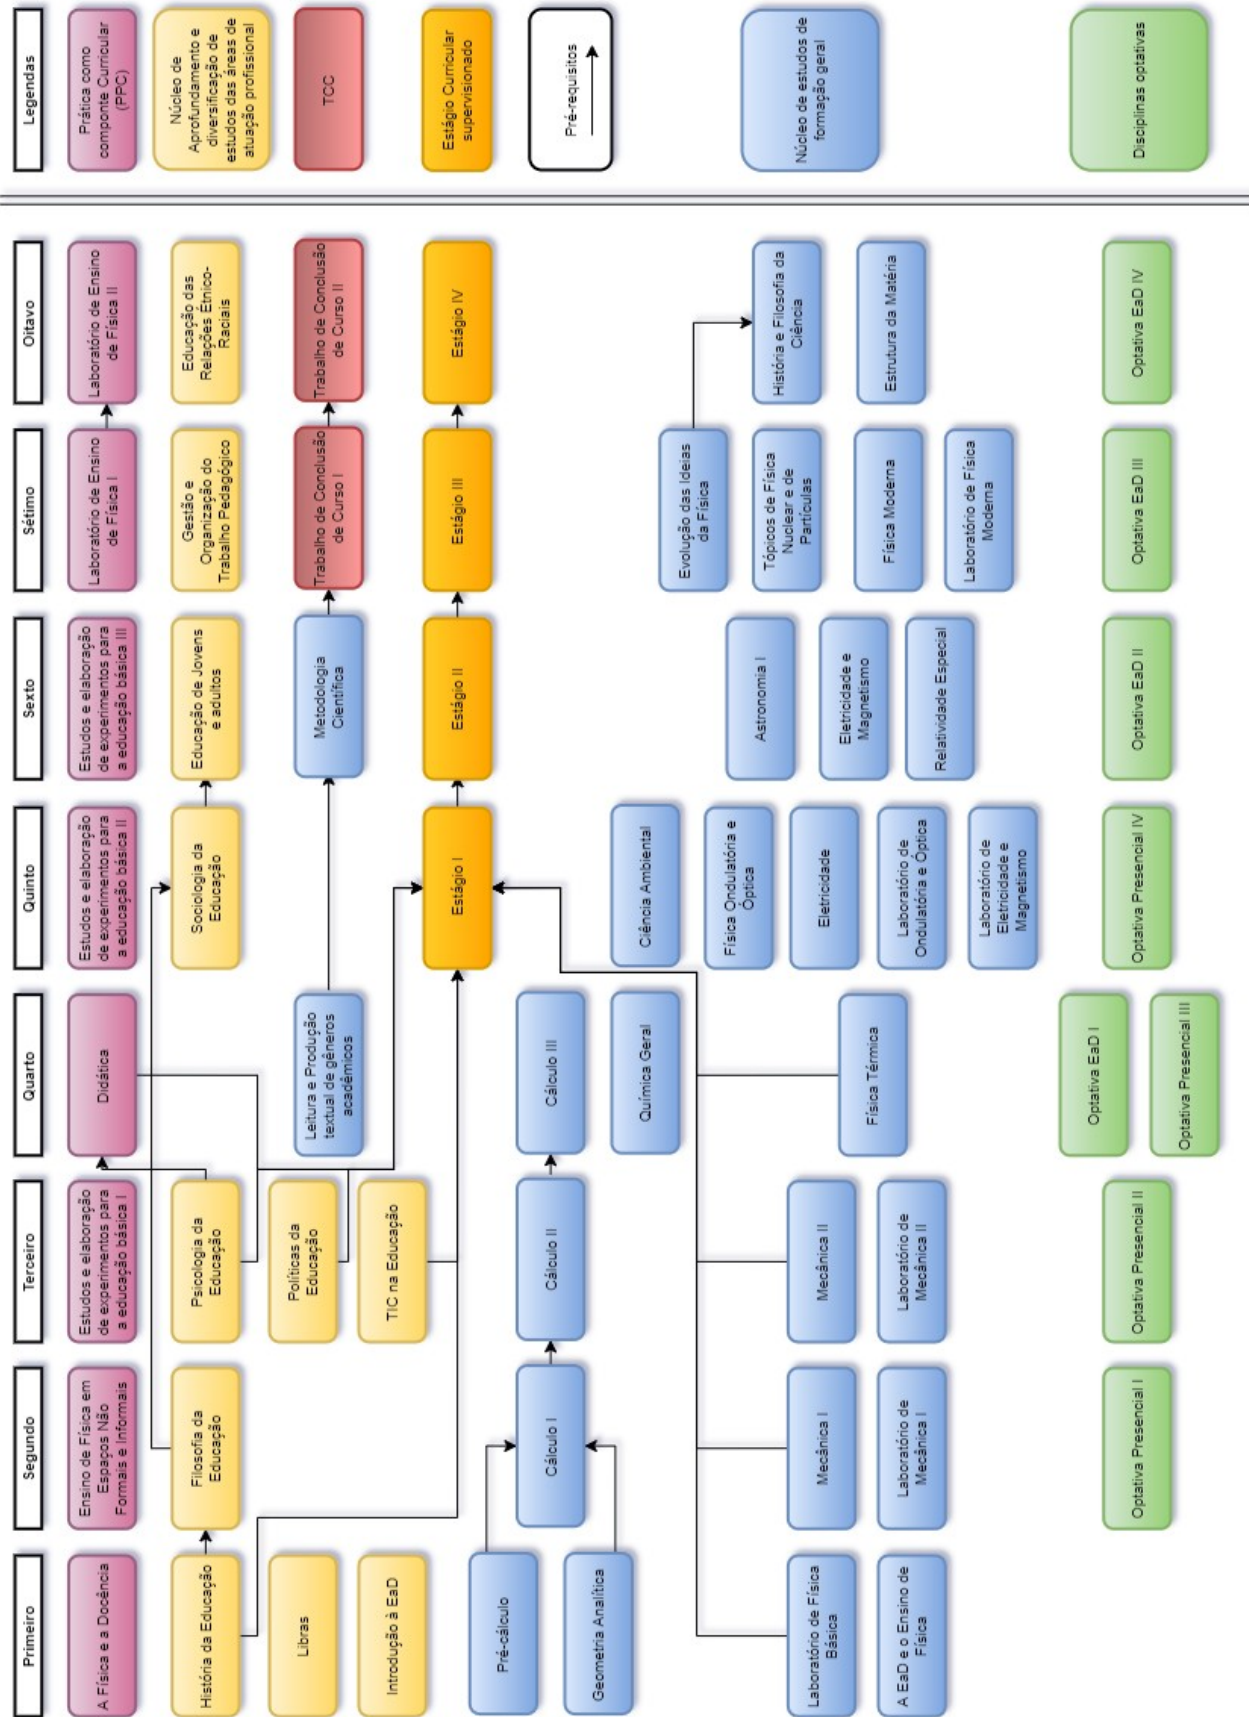 Primeiro
A Física e a Docência
História da Educação
Libras
Introdução à EaD
Pré-cálculo
Geometria Analítica
Laboratório de Física
Básica
A EaD e o Ensino de
Física
Segundo
Ensino de Física em
Espaços Não
Formais e Informais
Filosofia da
Educação
Cálculo I
Mecânica I
Laboratório de
Mecânica I
Optativa Presencial I
Terceiro
Estudos e elaboração
de experimentos para
a educação básica I
Psicologia da
Educação
Políticas da
Educação
TIC na Educação
Cálculo II
Mecânica II
Laboratório de
Mecânica II
Optativa Presencial II
Quarto
Didática
Leitura e Produção
textual de gêneros
acadêmicos
Cálculo III
Química Geral
Física Térmica
Optativa EaD I
Optativa Presencial III
Quinto
Estudos e elaboração
de experimentos para
a educação básica II
Sociologia da
Educação
Estágio I
Ciência Ambiental
Física Ondulatória e
Óptica
Eletricidade
Laboratório de
Ondulatória e Óptica
Laboratório de
Eletricidade e
Magnetismo
Optativa Presencial IV
Sexto
Estudos e elaboração
de experimentos para
a educação básica III
Educação de Jovens
e adultos
Metodologia
Científica
Estágio II
Astronomia I
Eletricidade e
Magnetismo
Relatividade Especial
Optativa EaD II
Sétimo
Laboratório de Ensino
de Física I
Gestão e
Organização do
Trabalho Pedagógico
Trabalho de Conclusão
de Curso I
Estágio III
Evolução das Ideias
da Física
Tópicos de Física
Nuclear e de
Partículas
Física Moderna
Laboratório de Física
Moderna
Optativa EaD III
Oitavo
Laboratório de Ensino
de Física II
Educação das
Relações Étnico-
Raciais
Trabalho de Conclusão
de Curso II
Estágio IV
História e Filosofia da
Ciência
Estrutura da Matéria
Optativa EaD IV
Legendas
Prática como
componte Curricular
(PPC)
Núcleo de
Aprofundamento e
diversificação de
estudos das áreas de
atuação profissional
TCC
Estágio Curricular
supervisionado
Pré-requisitos
Núcleo de estudos de
formação geral
Disciplinas optativas